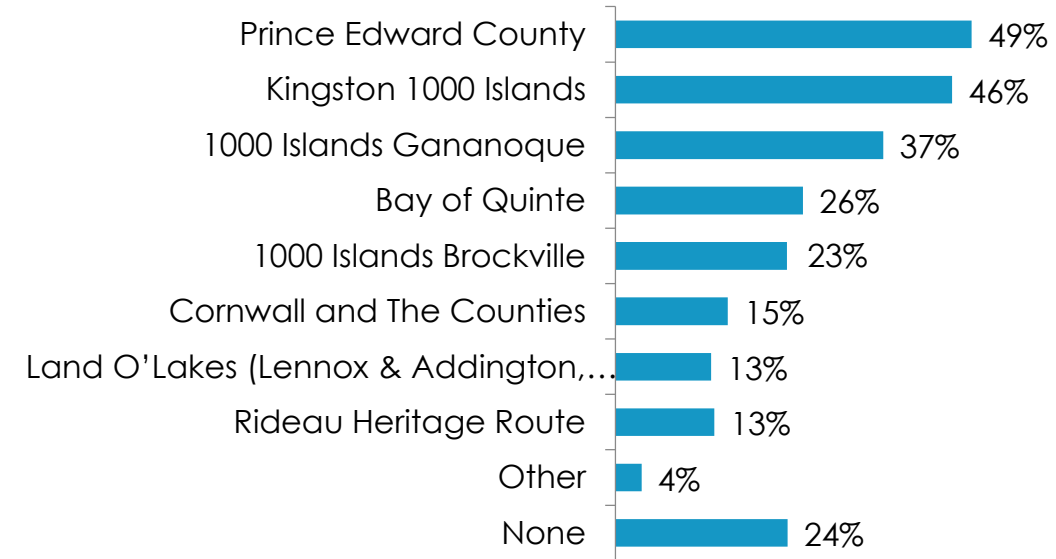 Prince Edward County 49%
Kingston 1000 Islands 46%
1000 Islands Gananoque 37%
Bay of Quinte 26%
1000 Islands Brockville 23%
Cornwall and The Counties 15%
Land O’Lakes (Lennox & Addington,… 13%
Rideau Heritage Route 13%
Other 4%
None 24%